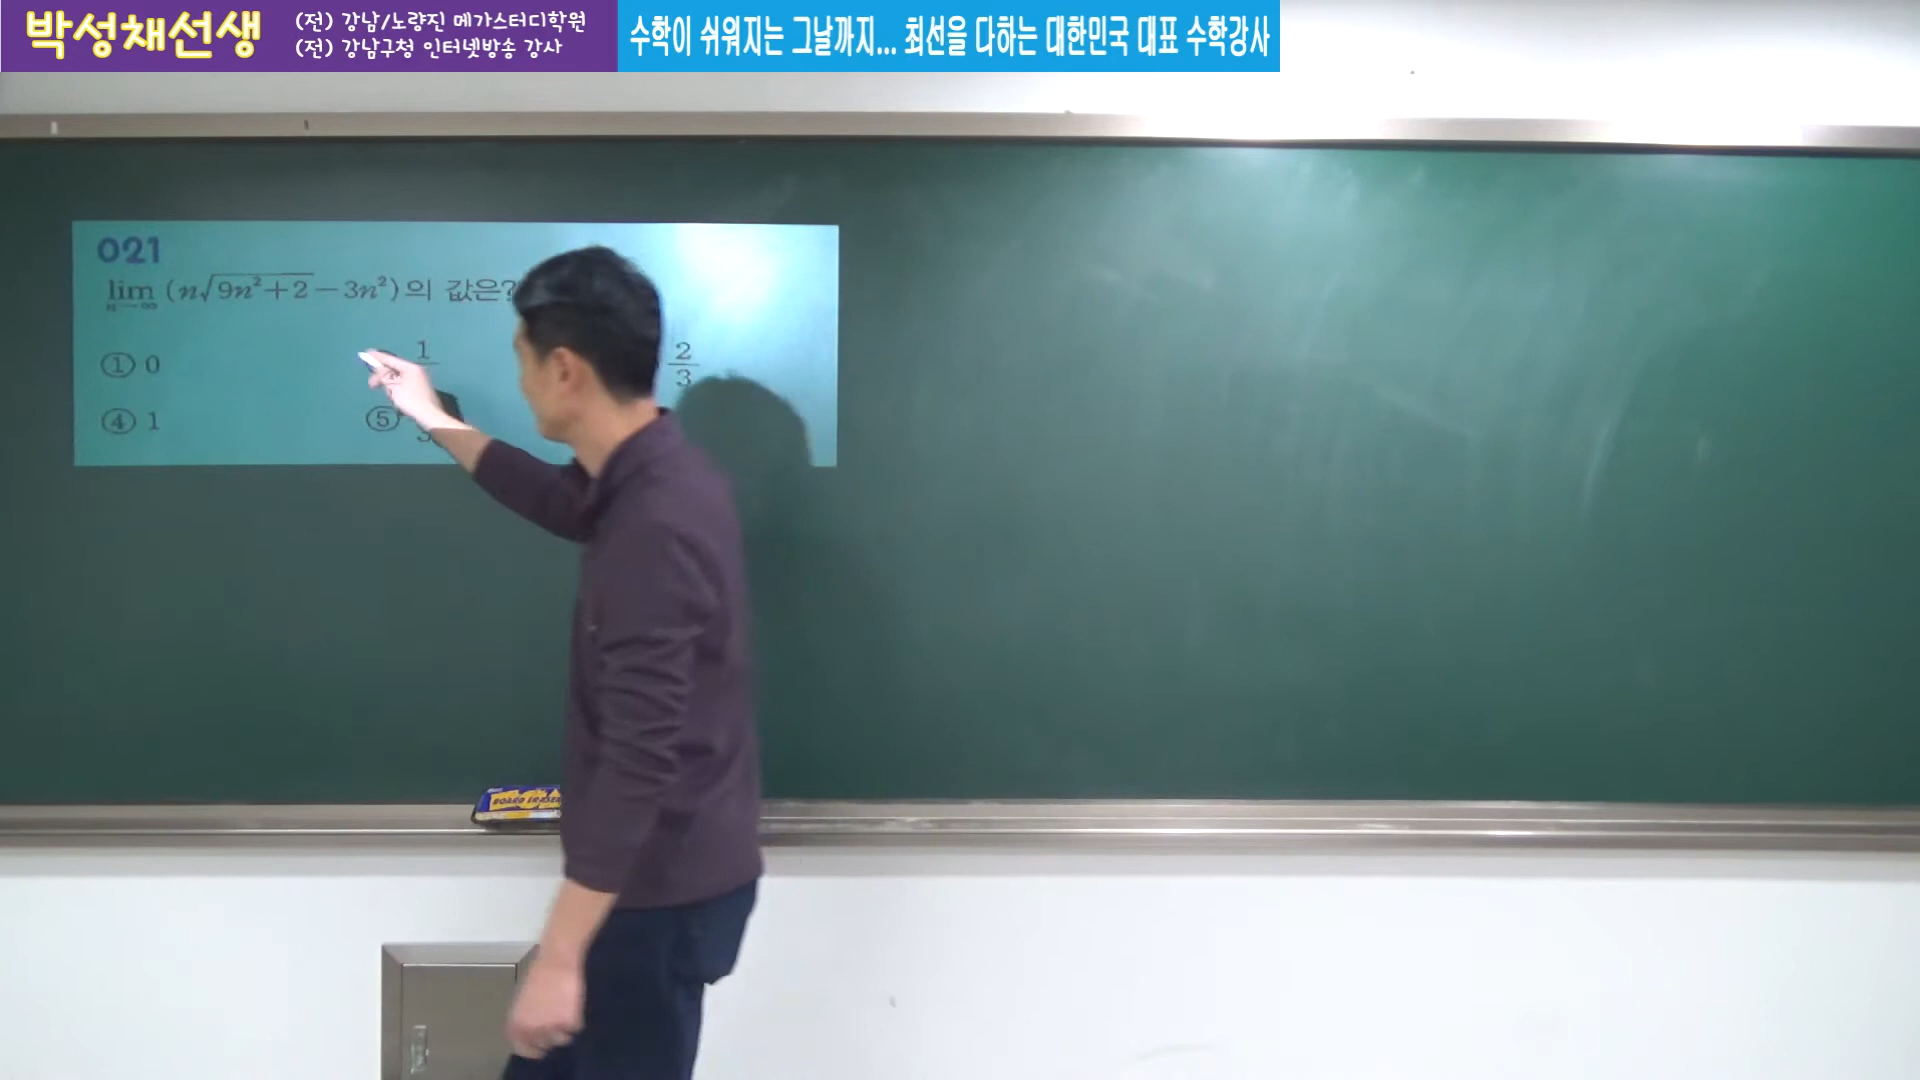 박성채선생
(전) 강남/노량진 메가스터디학원
(전) 강남구청 인터넷방송 강사
수학이 쉬워지는 그날까지... 최선을 다하는 대한민국 대표 수학강사
021
lim n→∞ (n√9n²+2 − 3n²)의 값은?
① 0
1
2/3
④ 1
⑤ 3
BOARD ERASER